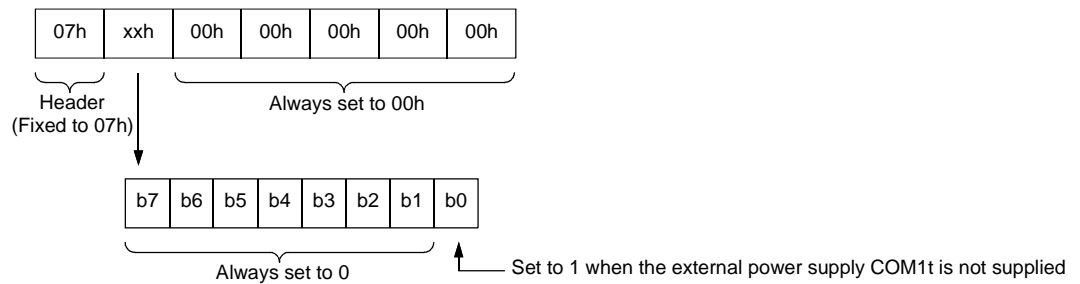 07h xxh 00h 00h 00h 00h 00h
Header
(Fixed to 07h)
Always set to 00h
b7 b6 b5 b4 b3 b2 b1 b0
Always set to 0
Set to 1 when the external power supply COM1t is not supplied